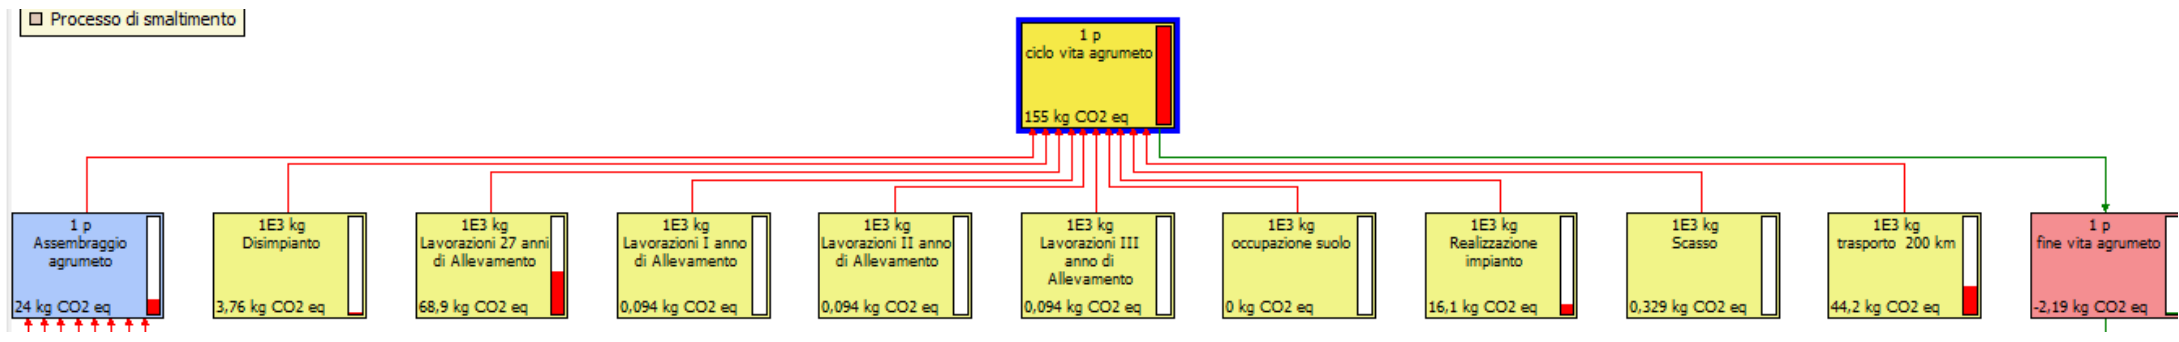 Processo di smaltimento
1 p
ciclo vita agrumeto
155 kg CO2 eq
1 p
Assembraggio
agrumeto
24 kg CO2 eq
1E3 kg
Disimpianto
3,76 kg CO2 eq
1E3 kg
Lavorazioni 27 anni
di Allevamento
68,9 kg CO2 eq
1E3 kg
Lavorazioni I anno
di Allevamento
0,094 kg CO2 eq
1E3 kg
Lavorazioni II anno
di Allevamento
0,094 kg CO2 eq
1E3 kg
Lavorazioni III
anno di
Allevamento
0,094 kg CO2 eq
1E3 kg
occupazione suolo
0 kg CO2 eq
1E3 kg
Realizzazione
impianto
16,1 kg CO2 eq
1E3 kg
Scasso
0,329 kg CO2 eq
1E3 kg
trasporto 200 km
44,2 kg CO2 eq
1 p
fine vita agrumeto
-2,19 kg CO2 eq